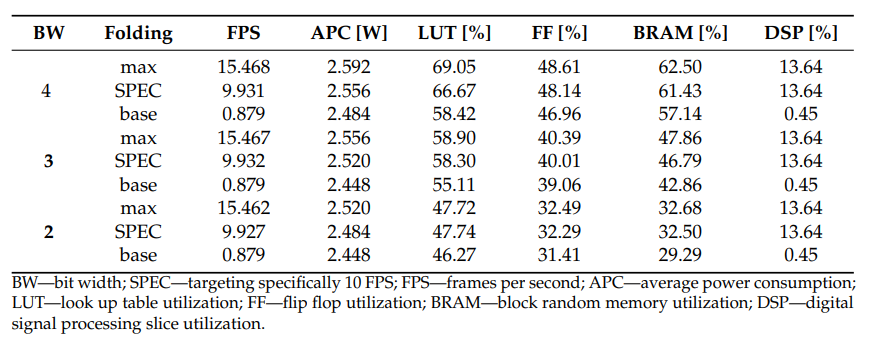 BW Folding FPS APC [W] LUT [%] FF [%] BRAM [%] DSP [%]
max 15.468 2.592 69.05 48.61 62.50 13.64
4 SPEC 9.931 2.556 66.67 48.14 61.43 13.64
base 0.879 2.484 58.42 46.96 57.14 0.45
max 15.467 2.556 58.90 40.39 47.86 13.64
3 SPEC 9.932 2.520 58.30 40.01 46.79 13.64
base 0.879 2.448 55.11 39.06 42.86 0.45
max 15.462 2.520 47.72 32.49 32.68 13.64
2 SPEC 9.927 2.484 47.74 32.29 32.50 13.64
base 0.879 2.448 46.27 31.41 29.29 0.45
BW—bit width; SPEC—targeting specifically 10 FPS; FPS—frames per second; APC—average power consumption;
LUT—look up table utilization; FF—flip flop utilization; BRAM—block random memory utilization; DSP—digital
signal processing slice utilization.